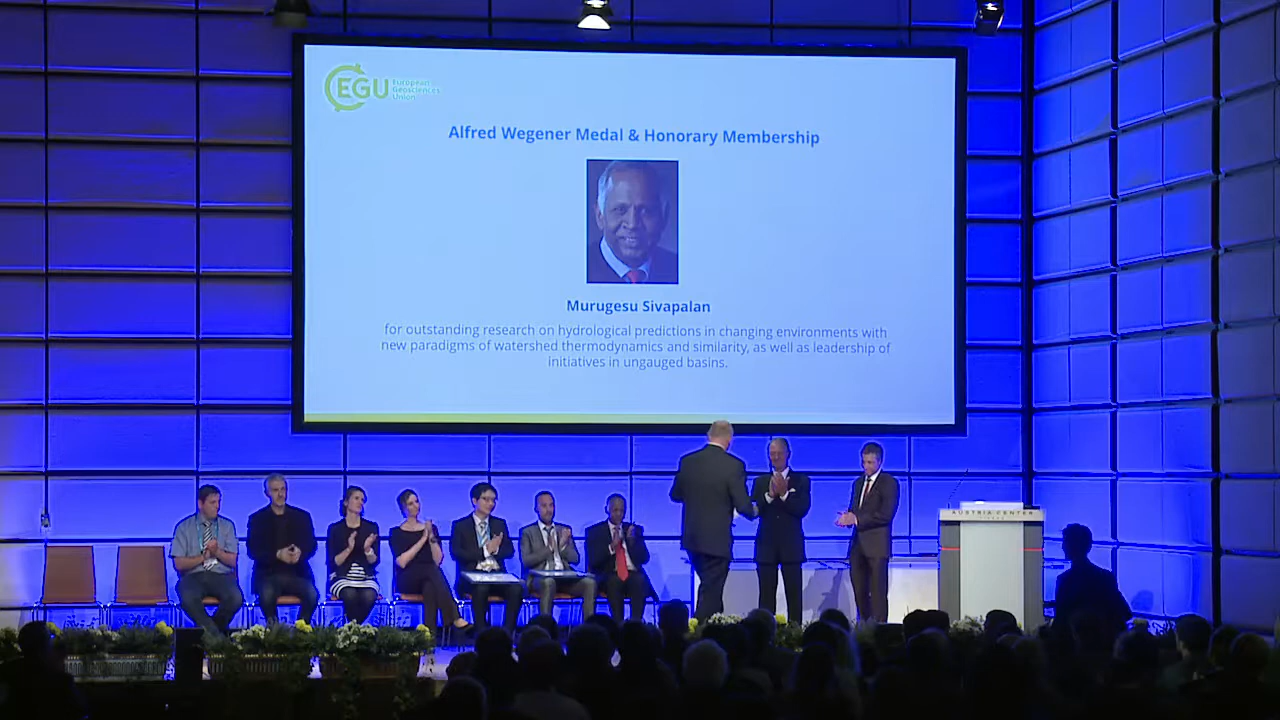 EGU
European
Geosciences
Union
Alfred Wegener Medal & Honorary Membership
Murugesu Sivapalan
for outstanding research on hydrological predictions in changing environments with
new paradigms of watershed thermodynamics and similarity, as well as leadership of
initiatives in ungauged basins.
AUSTRIA CENTER